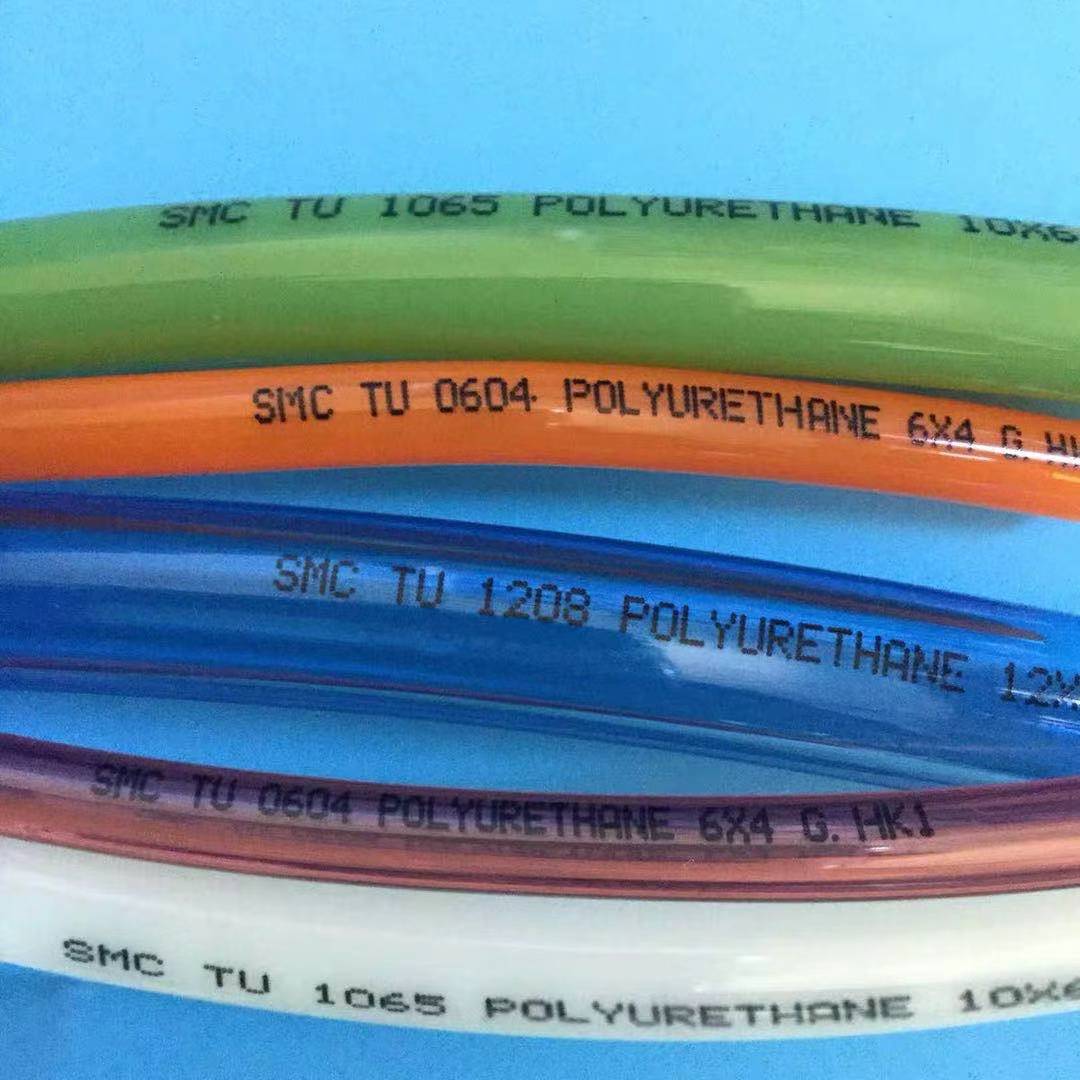 SMC TU 1065 POLYURETHANE 10X6
SMC TU 0604 POLYURETHANE 6X4 G.
SMC TU 1208 POLYURETHANE 12X
SMC TU 0604 POLYURETHANE 6X4 G.HK1
SMC TU 1065 POLYURETHANE 10X6